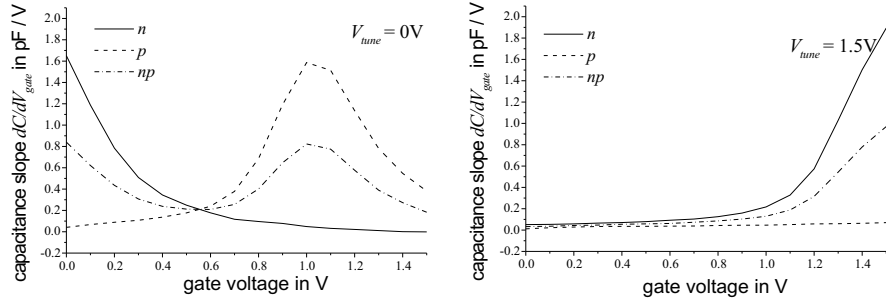 capacitance slope dC/dV_gate in pF / V
2.0
1.8
1.6
1.4
1.2
1.0
0.8
0.6
0.4
0.2
0.0
-0.2
n
p
np
V_tune = 0V
0.0 0.2 0.4 0.6 0.8 1.0 1.2 1.4
gate voltage in V
capacitance slope dC/dV_gate in pF / V
2.0
1.8
1.6
1.4
1.2
1.0
0.8
0.6
0.4
0.2
0.0
-0.2
n
p
np
V_tune = 1.5V
0.0 0.2 0.4 0.6 0.8 1.0 1.2 1.4
gate voltage in V